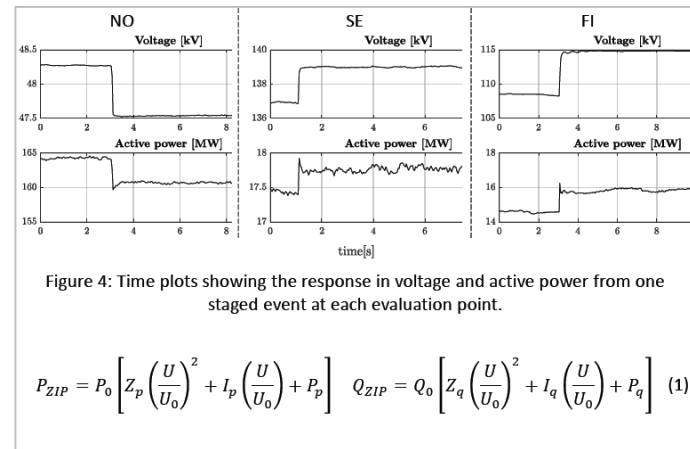 NO SE FI
Voltage [kV] Voltage [kV] Voltage [kV]
48.5 140 115
48 138 110
47.5 136 105
0 2 4 6 8 0 2 4 6 0 2 4 6 8
Active power [MW] Active power [MW] Active power [MW]
165 18 18
160 17.5 16
155 17 14
0 2 4 6 8 0 2 4 6 0 2 4 6 8
time[s]
Figure 4: Time plots showing the response in voltage and active power from one
staged event at each evaluation point.
P_{ZIP} = P_0 [Z_p (U/U_0)^2 + I_p (U/U_0) + P_p] Q_{ZIP} = Q_0 [Z_q (U/U_0)^2 + I_q (U/U_0) + P_q] (1)